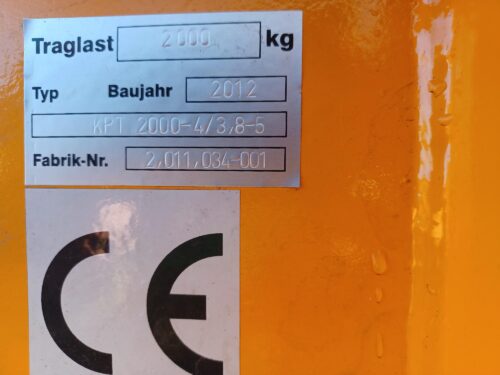 Traglast 2000 kg
Typ Baujahr 2012
KPT 2000-4/3,8-5
Fabrik-Nr. 2,011,034-001
CE